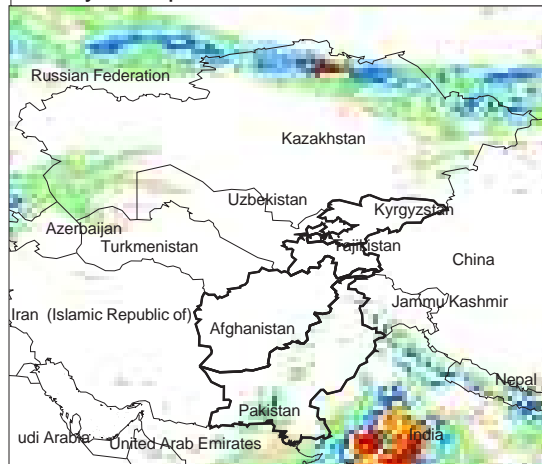 Russian Federation
Kazakhstan
Uzbekistan
Kyrgyzstan
Azerbaijan
Turkmenistan
Tajikistan
China
Iran (Islamic Republic of)
Jammu Kashmir
Afghanistan
Nepal
Pakistan
udi Arabia
United Arab Emirates
India